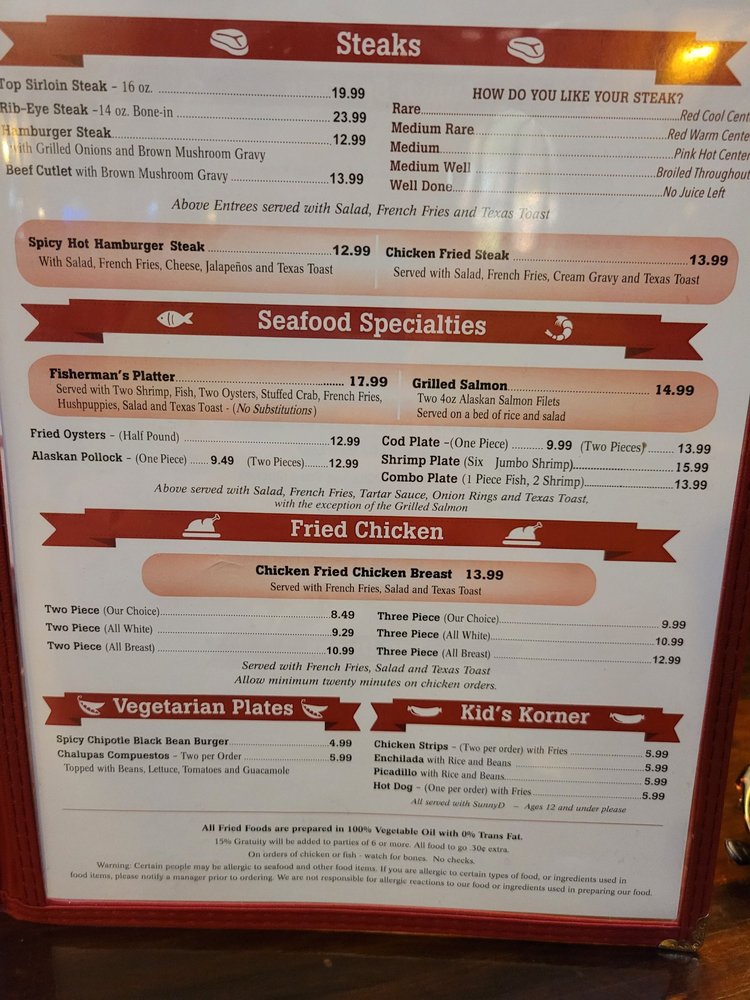 Steaks
Top Sirloin Steak - 16 oz. 19.99
Rib-Eye Steak -14 oz. Bone-in 23.99
Hamburger Steak 12.99
with Grilled Onions and Brown Mushroom Gravy
Beef Cutlet with Brown Mushroom Gravy 13.99
HOW DO YOU LIKE YOUR STEAK?
Rare Red Cool Cent
Medium Rare Red Warm Cente
Medium Pink Hot Center
Medium Well Broiled Throughout
Well Done No Juice Left
Above Entrees served with Salad, French Fries and Texas Toast
Spicy Hot Hamburger Steak 12.99
With Salad, French Fries, Cheese, Jalapeños and Texas Toast
Chicken Fried Steak 13.99
Served with Salad, French Fries, Cream Gravy and Texas Toast
Seafood Specialties
Fisherman's Platter 17.99
Served with Two Shrimp, Fish, Two Oysters, Stuffed Crab, French Fries,
Hushpuppies, Salad and Texas Toast - (No Substitutions)
Grilled Salmon 14.99
Two 4oz Alaskan Salmon Filets
Served on a bed of rice and salad
Fried Oysters - (Half Pound) 12.99
Alaskan Pollock - (One Piece) 9.49 (Two Pieces) 12.99
Cod Plate -(One Piece) 9.99 (Two Pieces) 13.99
Shrimp Plate (Six Jumbo Shrimp) 15.99
Combo Plate (1 Piece Fish, 2 Shrimp) 13.99
Above served with Salad, French Fries, Tartar Sauce, Onion Rings and Texas Toast,
with the exception of the Grilled Salmon
Fried Chicken
Chicken Fried Chicken Breast 13.99
Served with French Fries, Salad and Texas Toast
Two Piece (Our Choice) 8.49
Two Piece (All White) 9.29
Two Piece (All Breast) 10.99
Three Piece (Our Choice) 9.99
Three Piece (All White) 10.99
Three Piece (All Breast) 12.99
Served with French Fries, Salad and Texas Toast
Allow minimum twenty minutes on chicken orders.
Vegetarian Plates
Spicy Chipotle Black Bean Burger 4.99
Chalupas Compuestos - Two per Order 5.99
Topped with Beans, Lettuce, Tomatoes and Guacamole
Kid's Korner
Chicken Strips - (Two per order) with Fries 5.99
Enchilada with Rice and Beans 5.99
Picadillo with Rice and Beans 5.99
Hot Dog - (One per order) with Fries 5.99
All served with SunnyD - Ages 12 and under please
All Fried Foods are prepared in 100% Vegetable Oil with 0% Trans Fat.
15% Gratuity will be added to parties of 6 or more. All food to go .30¢ extra.
On orders of chicken or fish - watch for bones. No checks.
Warning: Certain people may be allergic to seafood and other food items. If you are allergic to certain types of food, or ingredients used in
food items, please notify a manager prior to ordering. We are not responsible for allergic reactions to our food or ingredients used in preparing our food.